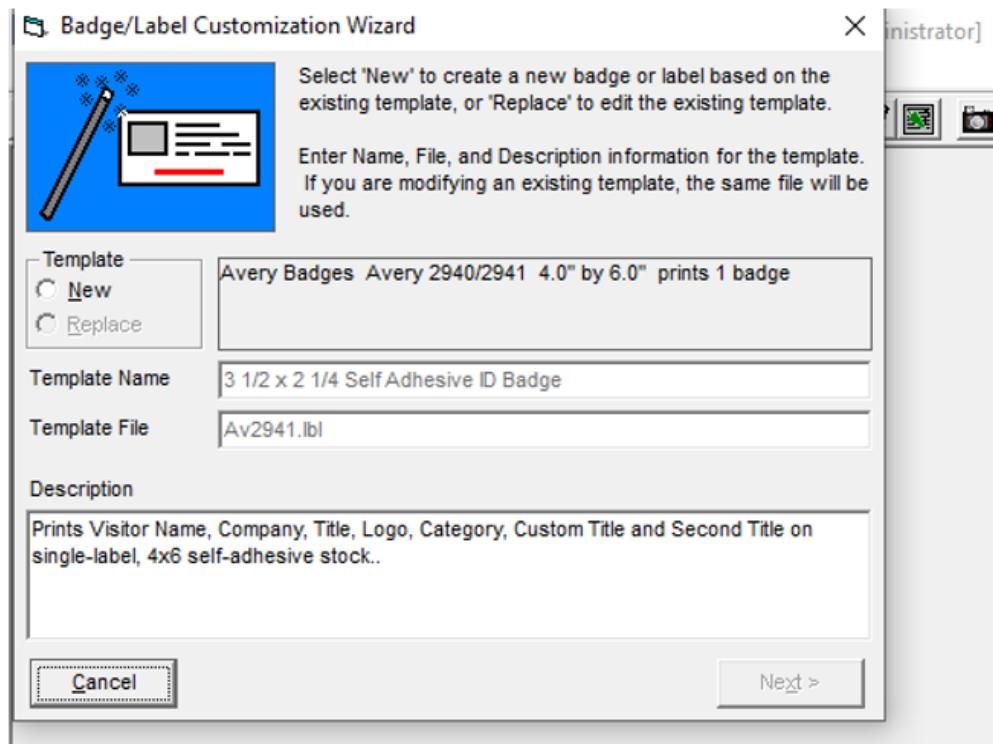 Badge/Label Customization Wizard
inistrator]
Select 'New' to create a new badge or label based on the
existing template, or 'Replace' to edit the existing template.
Enter Name, File, and Description information for the template.
If you are modifying an existing template, the same file will be
used.
Template
New
Replace
Avery Badges Avery 2940/2941 4.0" by 6.0" prints 1 badge
Template Name
3 1/2 x 2 1/4 Self Adhesive ID Badge
Template File
Av2941.lbl
Description
Prints Visitor Name, Company, Title, Logo, Category, Custom Title and Second Title on
single-label, 4x6 self-adhesive stock..
Cancel
Next >